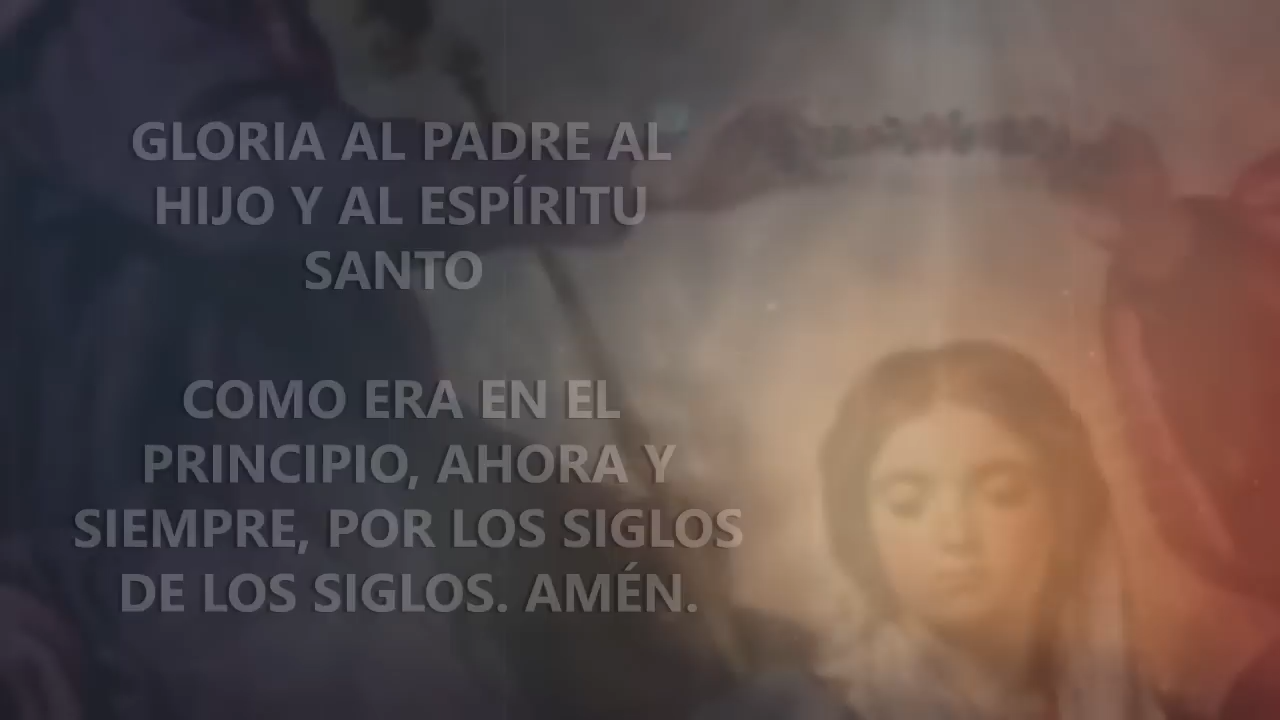 GLORIA AL PADRE AL
HIJO Y AL ESPÍRITU
SANTO
COMO ERA EN EL
PRINCIPIO, AHORA Y
SIEMPRE, POR LOS SIGLOS
DE LOS SIGLOS. AMÉN.